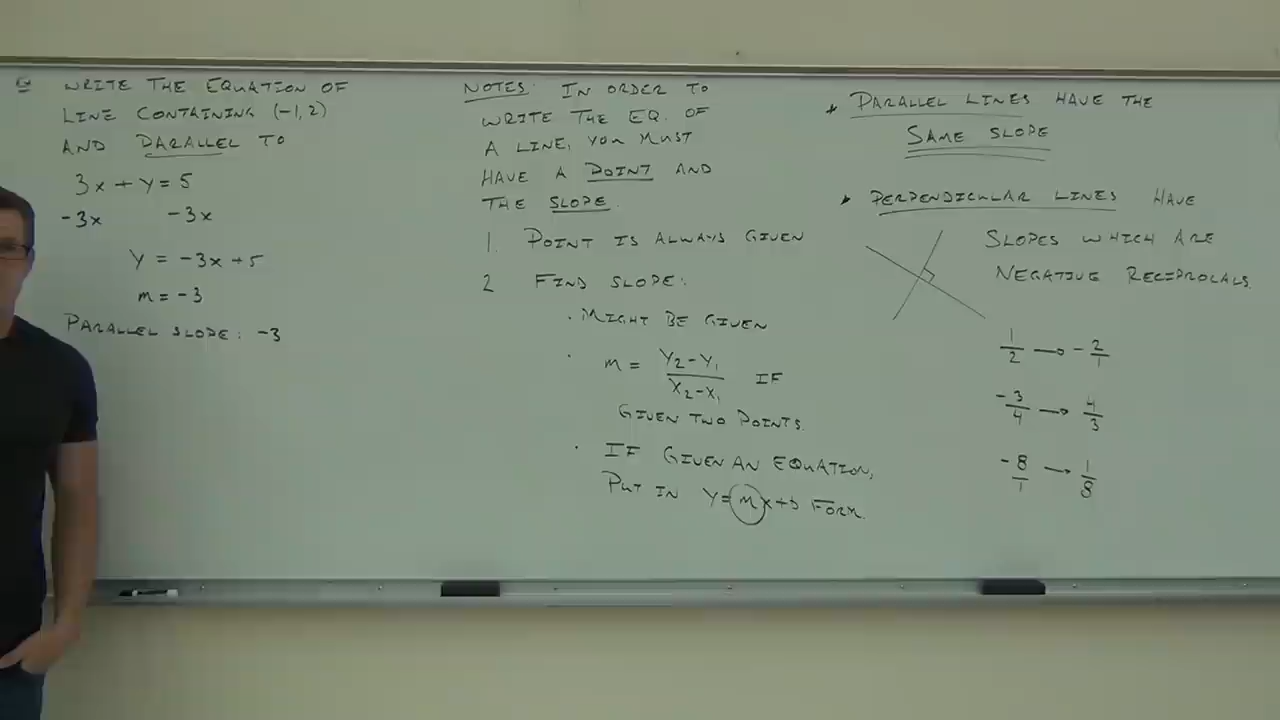 Ex WRITE THE EQUATION OF
LINE CONTAINING (-1,2)
AND PARALLEL TO
3x + y = 5
-3x -3x
y = -3x + 5
m = -3
PARALLEL SLOPE: -3
NOTES: IN ORDER TO
WRITE THE EQ. OF
A LINE, YOU MUST
HAVE A POINT AND
THE SLOPE.
1. POINT IS ALWAYS GIVEN
2 FIND SLOPE:
· MIGHT BE GIVEN
· m = y₂-y₁ / x₂-x₁ IF
GIVEN TWO POINTS.
· IF GIVEN AN EQUATION,
PUT IN y=mx+b FORM.
* PARALLEL LINES HAVE THE
SAME SLOPE
* PERPENDICULAR LINES HAVE
SLOPES WHICH ARE
NEGATIVE RECIPROCALS.
1/2 → -2/1
-3/4 → 4/3
-8/1 → 1/8